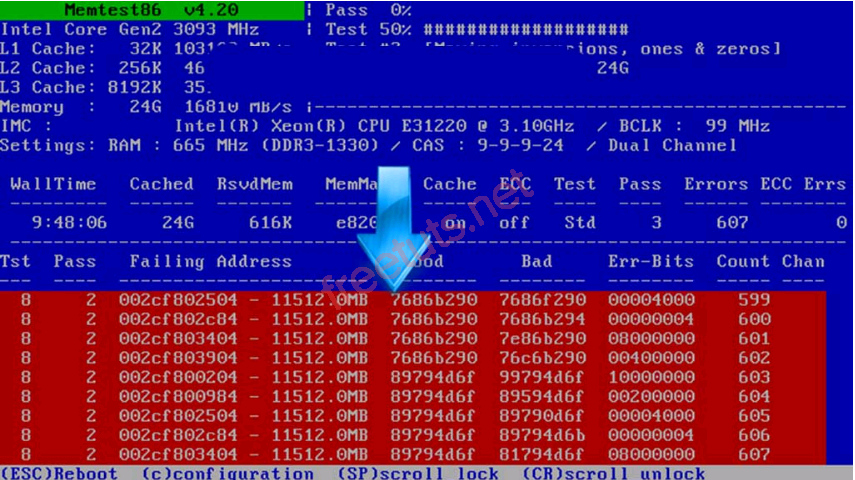 Memtest86 v4.20 | Pass 0%
Intel Core Gen2 3093 MHz | Test 50% ###################
L1 Cache: 32K ions, ones & zeros]
L2 Cache: 256K 46 24G
L3 Cache: 8192K 35.
Memory : 24G 16810 MB/s |--------------------------------------------------
IMC : Intel(R) Xeon(R) CPU E31220 @ 3.10GHz / BCLK : 99 MHz
Settings: RAM : 665 MHz (DDR3-1330) / CAS : 9-9-9-24 / Dual Channel
WallTime Cached RsvdMem MemMa Cache ECC Test Pass Errors ECC Errs
9:48:06 24G 616K e820 on off Std 3 607 0
Tst Pass Failing Address ood Bad Err-Bits Count Chan
8 2 002cf802504 - 11512.0MB 7686b290 7686f290 00004000 599
8 2 002cf802c84 - 11512.0MB 7686b290 7686b294 00000004 600
8 2 002cf803404 - 11512.0MB 7686b290 7e86b290 08000000 601
8 2 002cf803904 - 11512.0MB 7686b290 76c6b290 00400000 602
8 2 002cf800204 - 11512.0MB 89794d6f 99794d6f 10000000 603
8 2 002cf800984 - 11512.0MB 89794d6f 89594d6f 00200000 604
8 2 002cf802504 - 11512.0MB 89794d6f 89790d6f 00004000 605
8 2 002cf802c84 - 11512.0MB 89794d6f 89794d6b 00000004 606
8 2 002cf803404 - 11512.0MB 89794d6f 81794d6f 08000000 607
(ESC)Reboot (c)configuration (SP)scroll lock (CR)scroll unlock
freetuts.net